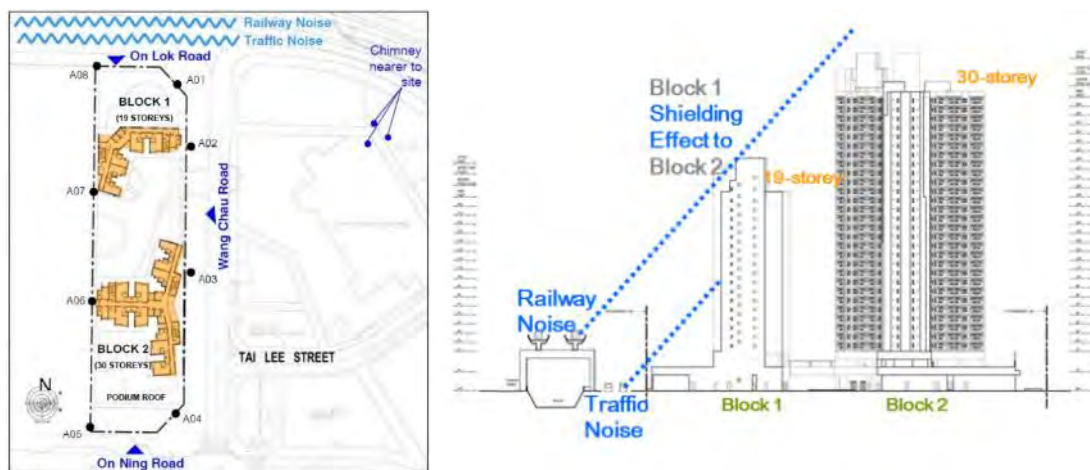 Railway Noise
Traffic Noise
On Lok Road
Chimney
nearer to
site
A08
A01
BLOCK 1
(19 STOREYS)
A02
A07
Wang Chau Road
A03
A06
BLOCK 2
(30 STOREYS)
TAI LEE STREET
N
PODIUM ROOF
A04
A05
On Ning Road
30-storey
Block 1
Shielding
Effect to
Block 2
19-storey
Railway
Noise
Traffic
Noise
Block 1
Block 2